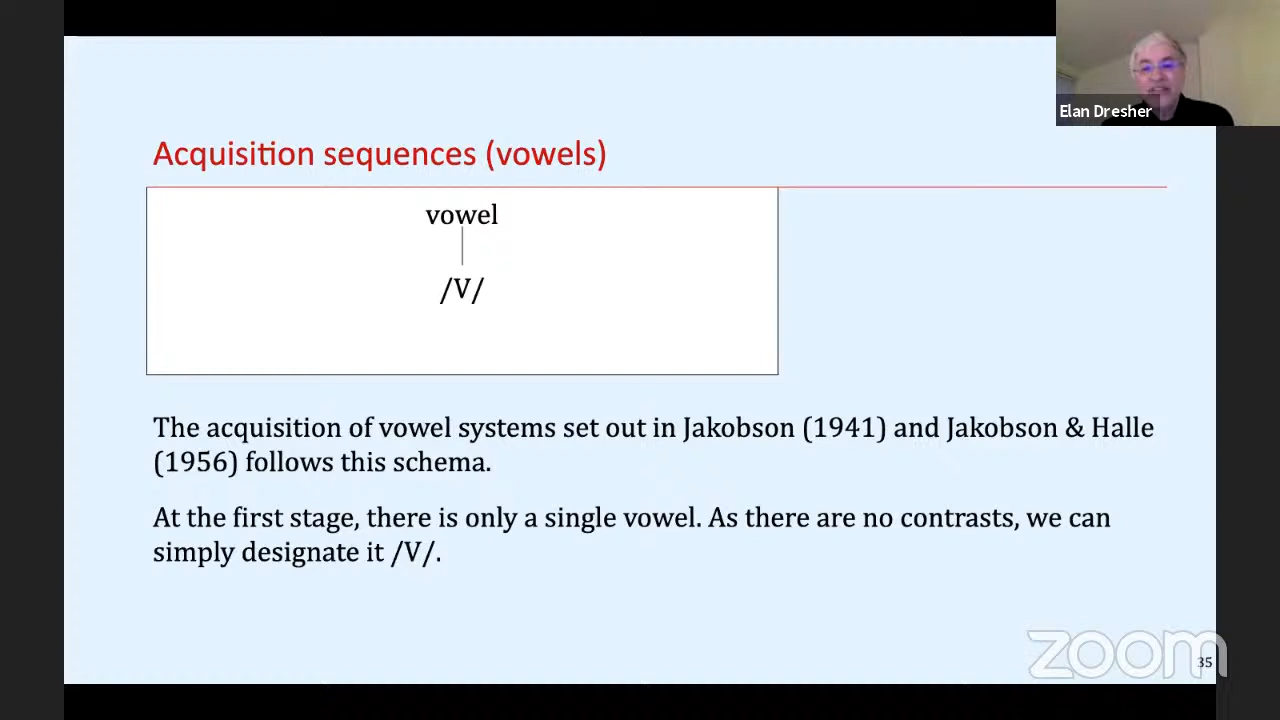 Elan Dresher
Acquisition sequences (vowels)
vowel
/V/
The acquisition of vowel systems set out in Jakobson (1941) and Jakobson & Halle
(1956) follows this schema.
At the first stage, there is only a single vowel. As there are no contrasts, we can
simply designate it /V/.
zoom
35